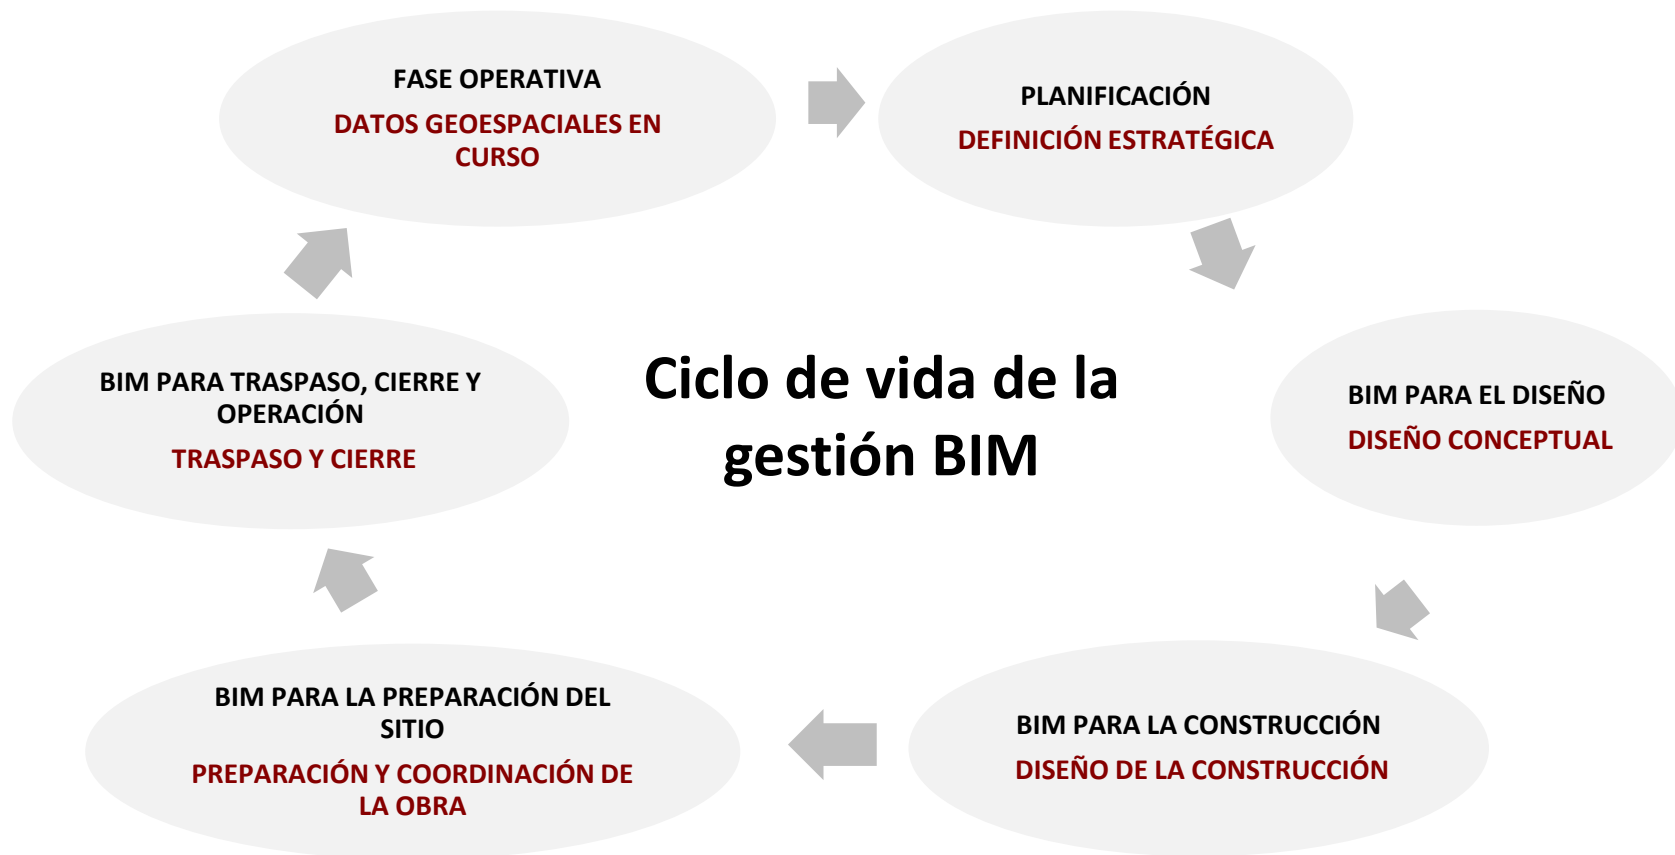 FASE OPERATIVA
DATOS GEOESPACIALES EN
CURSO
PLANIFICACIÓN
DEFINICIÓN ESTRATÉGICA
BIM PARA TRASPASO, CIERRE Y
OPERACIÓN
TRASPASO Y CIERRE
Ciclo de vida de la
gestión BIM
BIM PARA EL DISEÑO
DISEÑO CONCEPTUAL
BIM PARA LA PREPARACIÓN DEL
SITIO
PREPARACIÓN Y COORDINACIÓN DE
LA OBRA
BIM PARA LA CONSTRUCCIÓN
DISEÑO DE LA CONSTRUCCIÓN